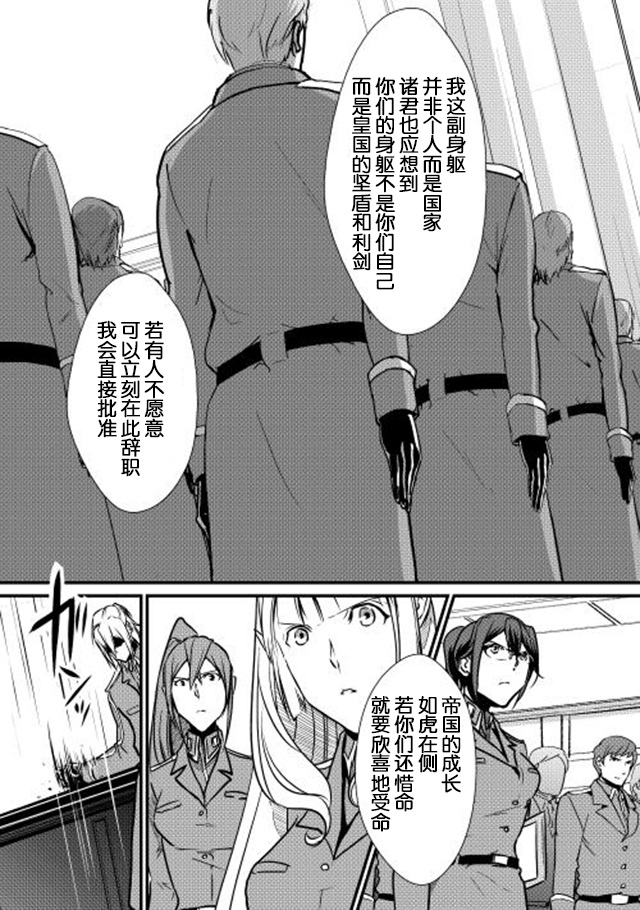 我这副身躯
并非个人而是国家
诸君也应想到
你们的身躯不是你们自己
而是皇国的坚盾和利剑
若有人不愿意
可以立刻在此辞职
我会直接批准
帝国的成长
如虎在侧
若你们还惜命
就要欣喜地受命
ガッ